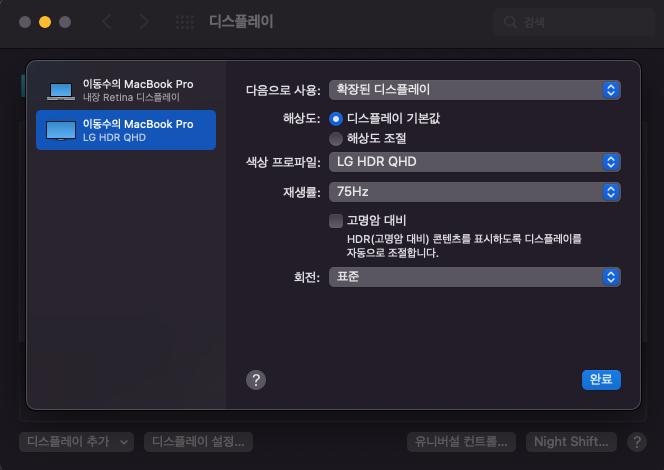 디스플레이
검색
이동수의 MacBook Pro
내장 Retina 디스플레이
이동수의 MacBook Pro
LG HDR QHD
다음으로 사용: 확장된 디스플레이
해상도: 디스플레이 기본값
해상도 조절
색상 프로파일: LG HDR QHD
재생률: 75Hz
고명암 대비
HDR(고명암 대비) 콘텐츠를 표시하도록 디스플레이를
자동으로 조절합니다.
회전: 표준
?
완료
디스플레이 추가
디스플레이 설정...
유니버설 컨트롤...
Night Shift...
?